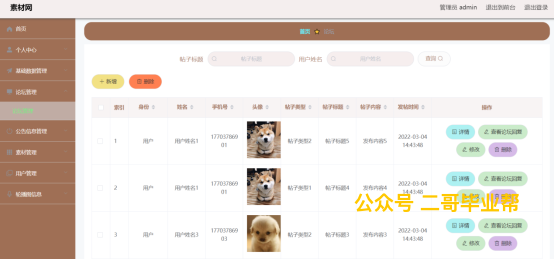 素材网
管理员 admin 退出到前台 退出登录
首页
首页
个人中心
基础数据管理
论坛管理
公告信息管理
素材管理
用户管理
轮播图信息
帖子标题 帖子标题 用户姓名 用户姓名 查询
+ 新增 删除
索引 身份 姓名 手机号 头像 帖子类型 帖子标题 帖子内容 发帖时间 操作
1 用户 用户姓名1 17703786901 帖子类型2 帖子标题5 发布内容5 2022-03-04 14:43:48 详情 查看论坛回复 修改 删除
2 用户 用户姓名1 17703786901 帖子类型1 帖子标题4 发布内容4 2022-03-04 14:43:48 详情 查看论坛回复 修改 删除
3 用户 用户姓名3 17703786903 帖子类型2 帖子标题3 发布内容3 2022-03-04 14:43:48 详情 查看论坛回复 修改 删除
公众号 二哥毕业帮